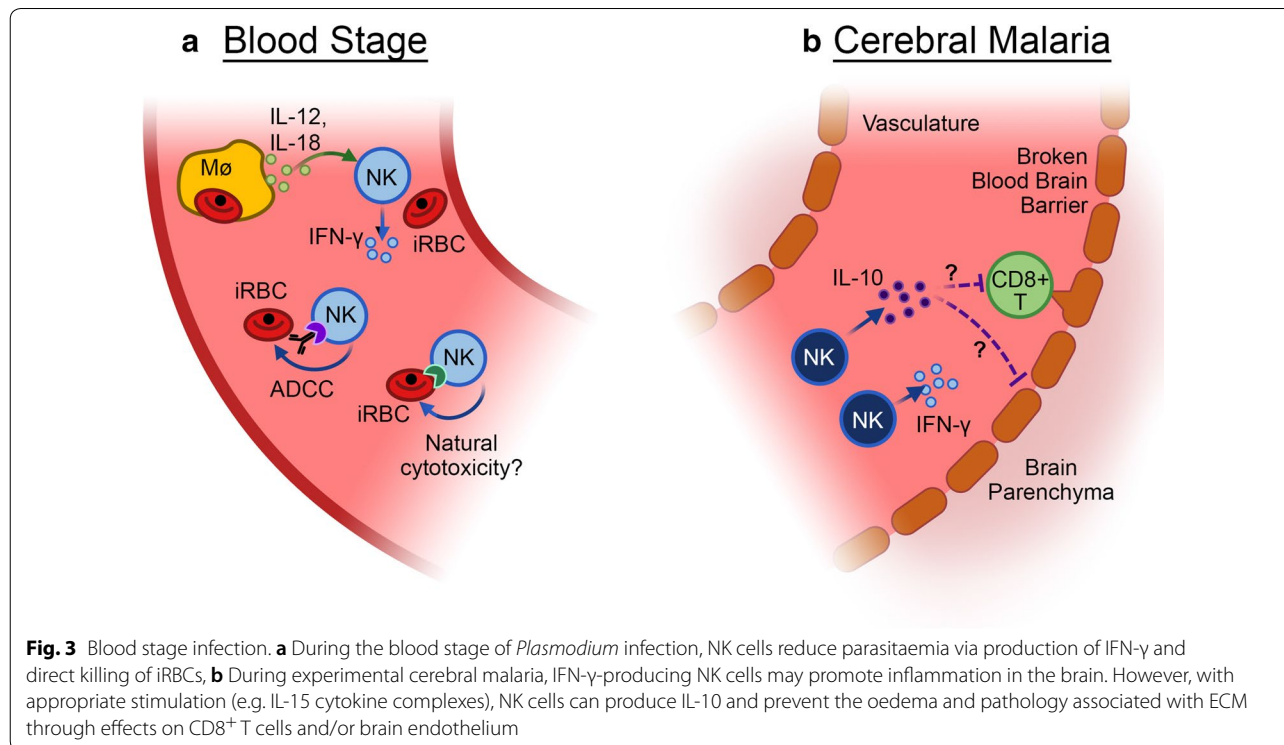 a Blood Stage
IL-12,
IL-18
Mø
NK
IFN-γ
iRBC
iRBC
NK
ADCC
NK
iRBC
Natural
cytotoxicity?
b Cerebral Malaria
Vasculature
Broken
Blood Brain
Barrier
IL-10
?
CD8+
T
?
NK
NK
IFN-γ
Brain
Parenchyma
Fig. 3 Blood stage infection. a During the blood stage of Plasmodium infection, NK cells reduce parasitaemia via production of IFN-γ and
direct killing of iRBCs, b During experimental cerebral malaria, IFN-γ-producing NK cells may promote inflammation in the brain. However, with
appropriate stimulation (e.g. IL-15 cytokine complexes), NK cells can produce IL-10 and prevent the oedema and pathology associated with ECM
through effects on CD8⁺ T cells and/or brain endothelium